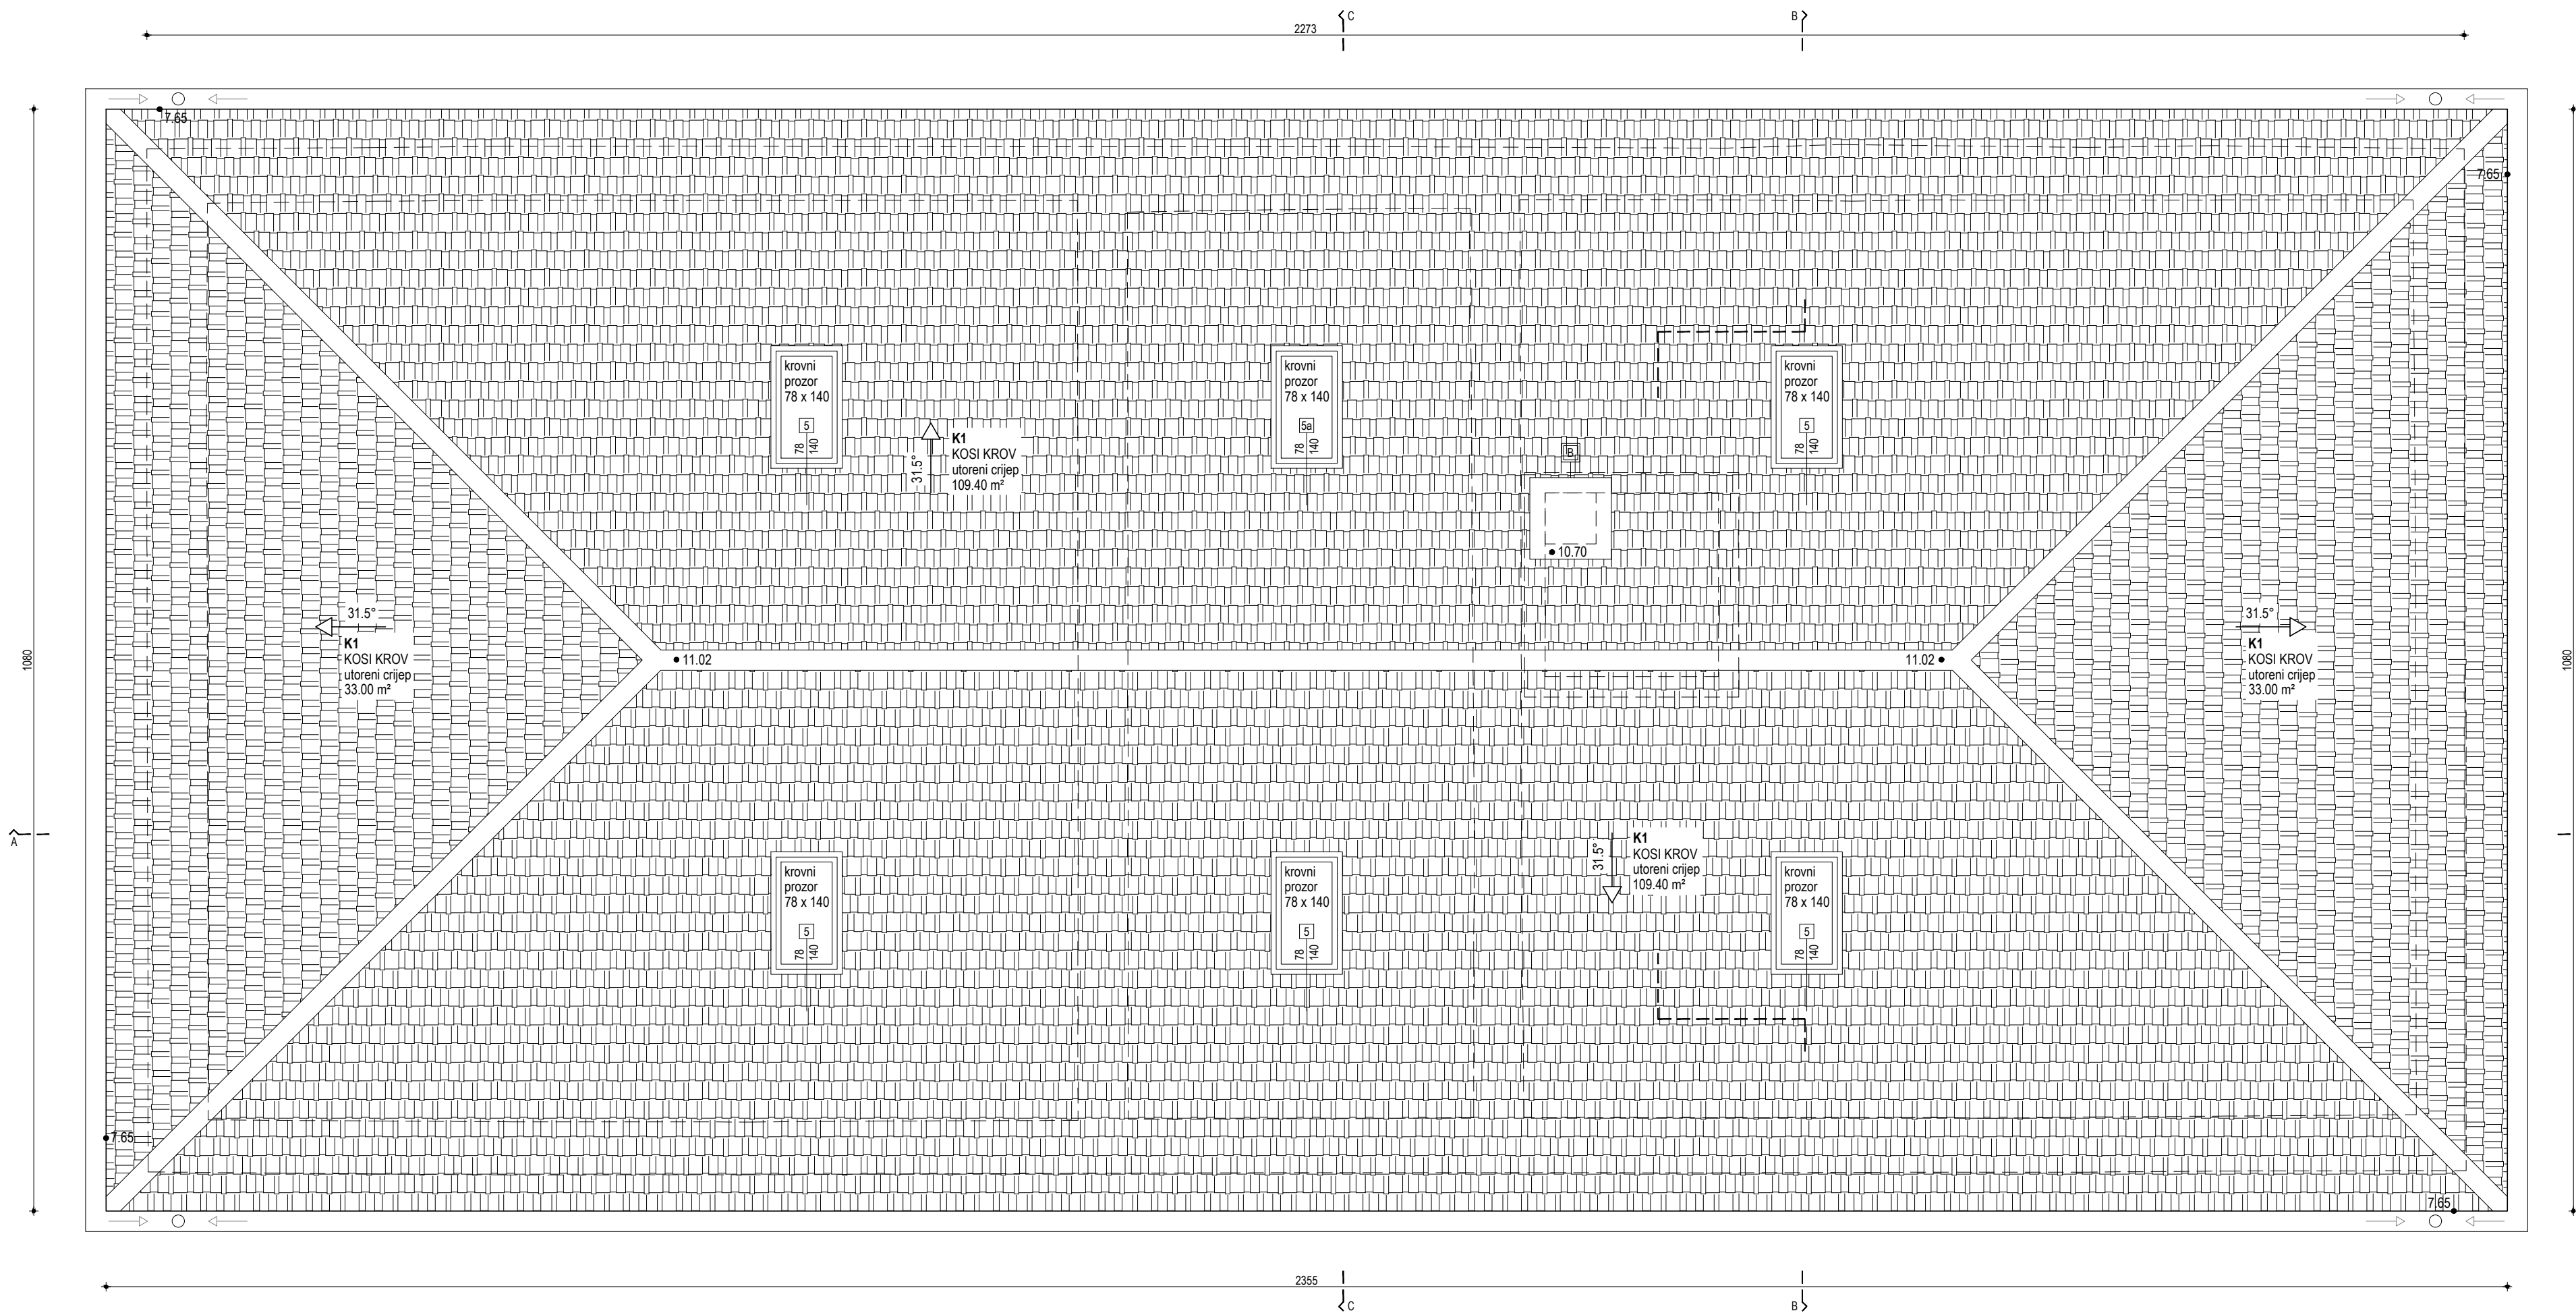 C
B
2273
7.65
7.65
krovni
prozor
78 x 140
5
78
140
krovni
prozor
78 x 140
5a
78
140
krovni
prozor
78 x 140
5
78
140
31.5°
K1
KOSI KROV
utoreni crijep
109.40 m²
B
10.70
31.5°
K1
KOSI KROV
utoreni crijep
33.00 m²
11.02
11.02
31.5°
K1
KOSI KROV
utoreni crijep
33.00 m²
1080
1080
A
31.5°
K1
KOSI KROV
utoreni crijep
109.40 m²
krovni
prozor
78 x 140
5
78
140
krovni
prozor
78 x 140
5
78
140
krovni
prozor
78 x 140
5
78
140
7.65
7.65
2355
C
B